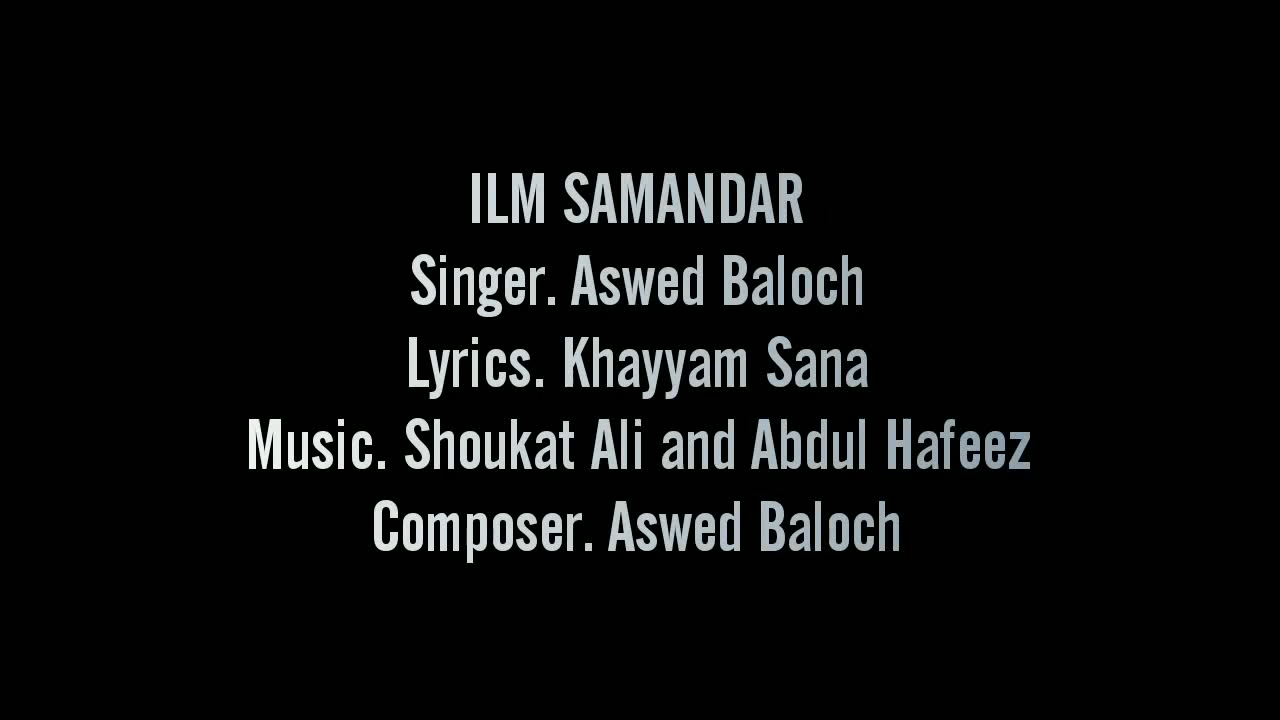 ILM SAMANDAR
Singer. Aswed Baloch
Lyrics. Khayyam Sana
Music. Shoukat Ali and Abdul Hafeez
Composer. Aswed Baloch